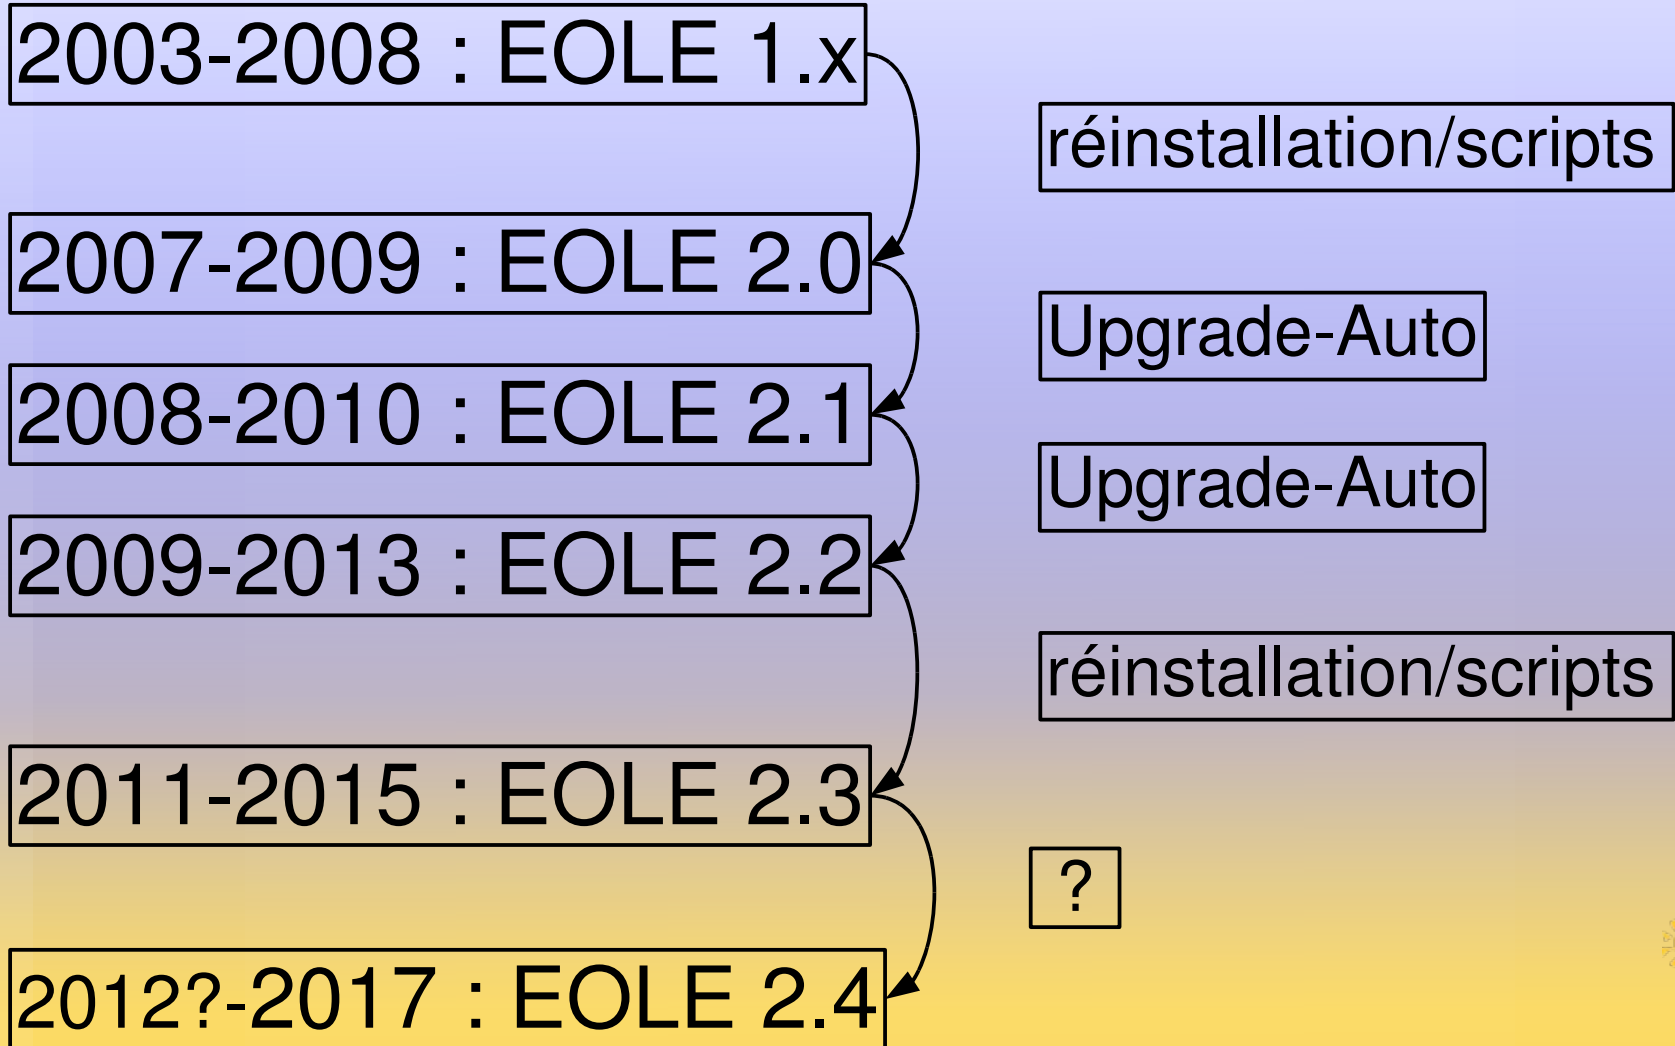 2003-2008 : EOLE 1.x
réinstallation/scripts
2007-2009 : EOLE 2.0
Upgrade-Auto
2008-2010 : EOLE 2.1
Upgrade-Auto
2009-2013 : EOLE 2.2
réinstallation/scripts
2011-2015 : EOLE 2.3
?
2012?-2017 : EOLE 2.4